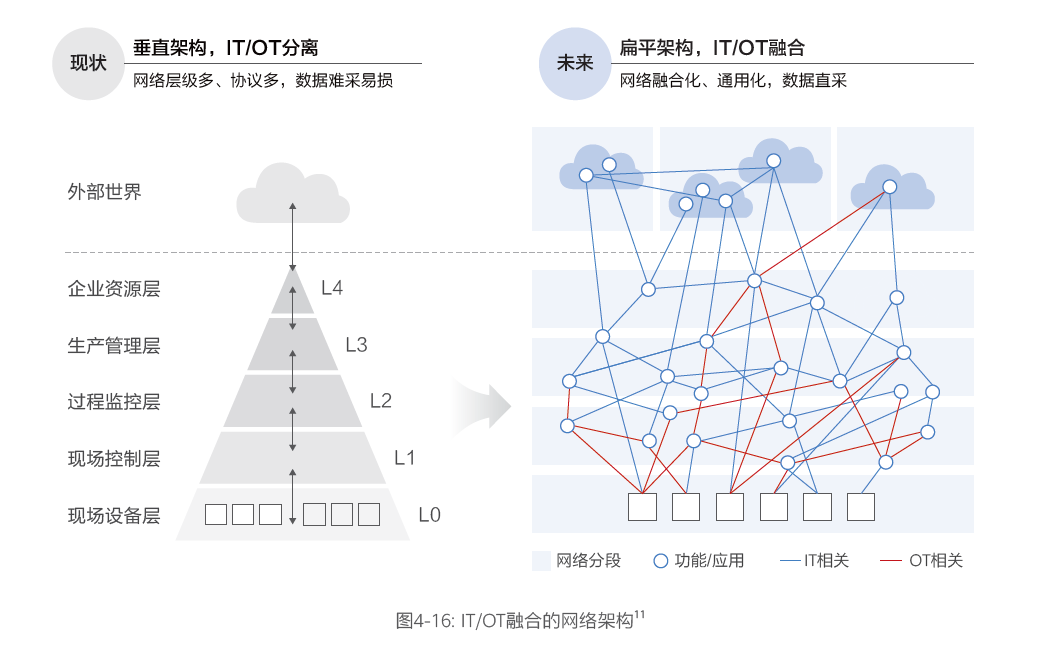 现状
垂直架构，IT/OT分离
网络层级多、协议多，数据难采易损
未来
扁平架构，IT/OT融合
网络融合化、通用化，数据直采
外部世界
企业资源层
L4
生产管理层
L3
过程监控层
L2
现场控制层
L1
现场设备层
L0
网络分段
功能/应用
IT相关
OT相关
图4-16: IT/OT融合的网络架构11